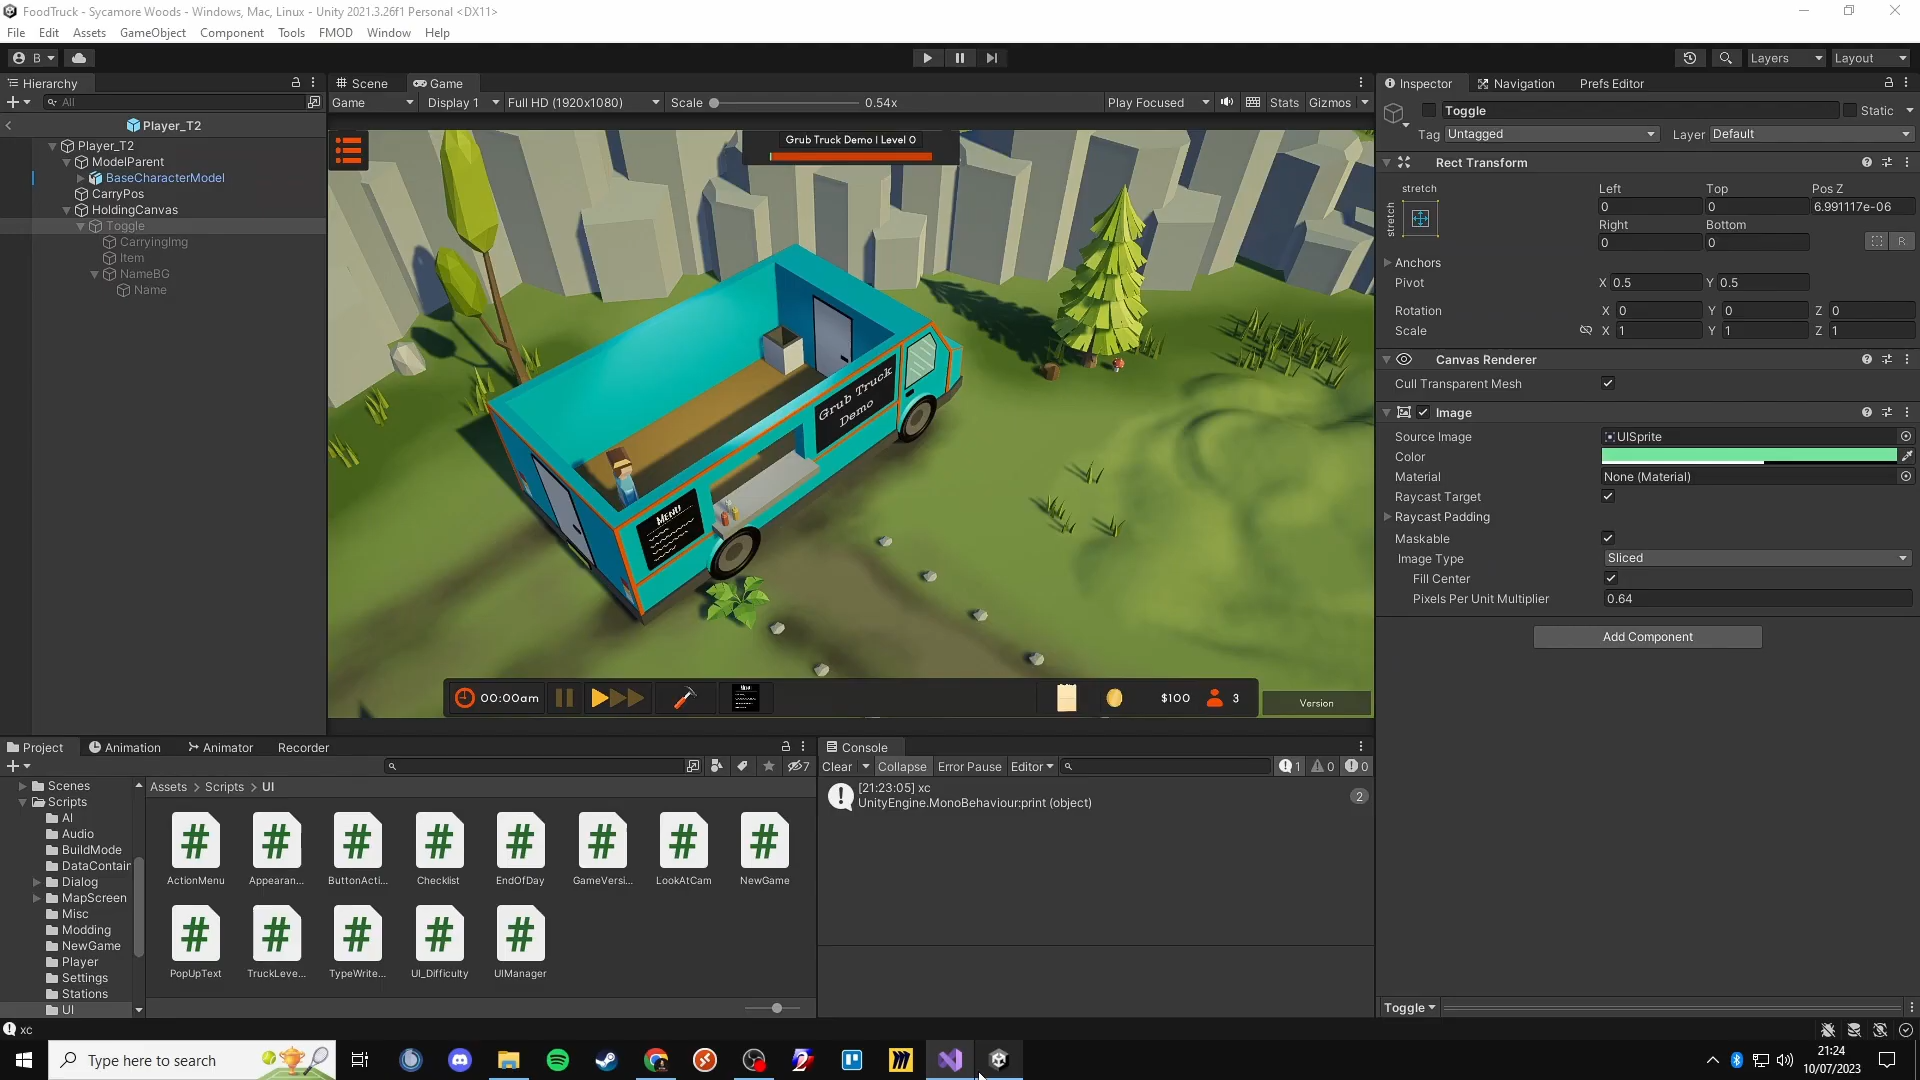 FoodTruck - Sycamore Woods - Windows, Mac, Linux - Unity 2021.3.26f1 Personal <DX11>
File Edit Assets GameObject Component Tools FMOD Window Help
B Layers Layout
Hierarchy
All
Player_T2
Player_T2
ModelParent
BaseCharacterModel
CarryPos
HoldingCanvas
Toggle
CarryingImg
Item
NameBG
Name
Scene Game
Game Display 1 Full HD (1920x1080) Scale 0.54x Play Focused Stats Gizmos
Grub Truck Demo | Level 0
Grub Truck
Demo
MENU
00:00am
$100 3
Version
Inspector Navigation Prefs Editor
Toggle Static
Tag Untagged Layer Default
Rect Transform
stretch Left Top Pos Z
stretch 0 0 6.991117e-06
Right Bottom
0 0 R
Anchors
Pivot X 0.5 Y 0.5
Rotation X 0 Y 0 Z 0
Scale X 1 Y 1 Z 1
Canvas Renderer
Cull Transparent Mesh
Image
Source Image UISprite
Color
Material None (Material)
Raycast Target
Raycast Padding
Maskable
Image Type Sliced
Fill Center
Pixels Per Unit Multiplier 0.64
Add Component
Toggle
Project Animation Animator Recorder
7
Scenes
Scripts
AI
Audio
BuildMode
DataContain
Dialog
MapScreen
Misc
Modding
NewGame
Player
Settings
Stations
UI
Assets > Scripts > UI
# # # # # # # #
ActionMenu Appearan... ButtonActi... Checklist EndOfDay GameVersi... LookAtCam NewGame
# # # # #
PopUpText TruckLeve... TypeWrite... UI_Difficulty UIManager
Console
Clear Collapse Error Pause Editor 1 0 0
[21:23:05] xc
UnityEngine.MonoBehaviour:print (object)
2
xc
Type here to search
21:24
10/07/2023